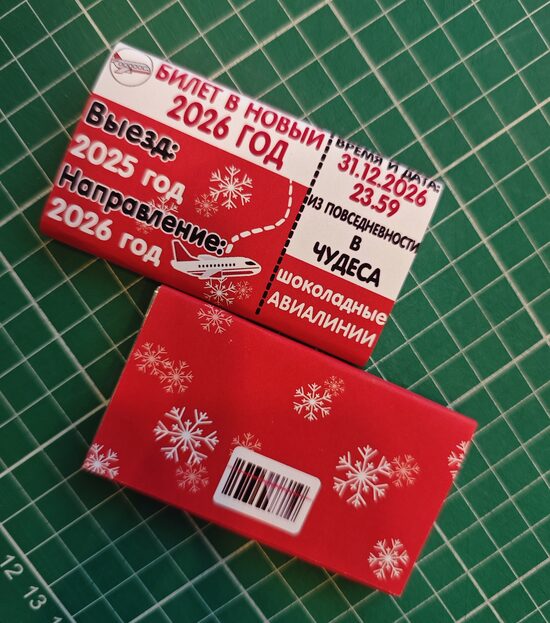 БИЛЕТ В НОВЫЙ
2026 ГОД
Выезд:
2025 год
Направление:
2026 год
ВРЕМЯ И ДАТА:
31.12.2026
23.59
ИЗ ПОВСЕДНЕВНОСТИ
В
ЧУДЕСА
ШОКОЛАДНЫЕ
АВИАЛИНИИ
12
13